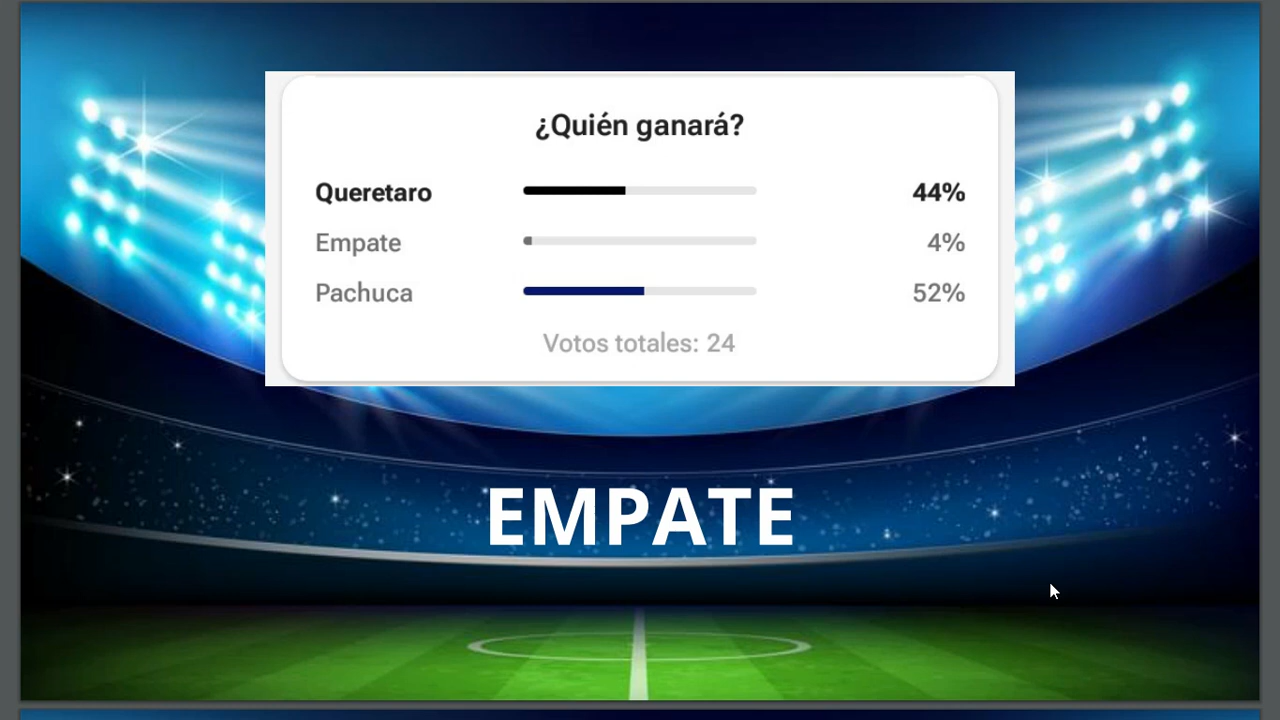 ¿Quién ganará?
Queretaro 44%
Empate 4%
Pachuca 52%
Votos totales: 24
EMPATE